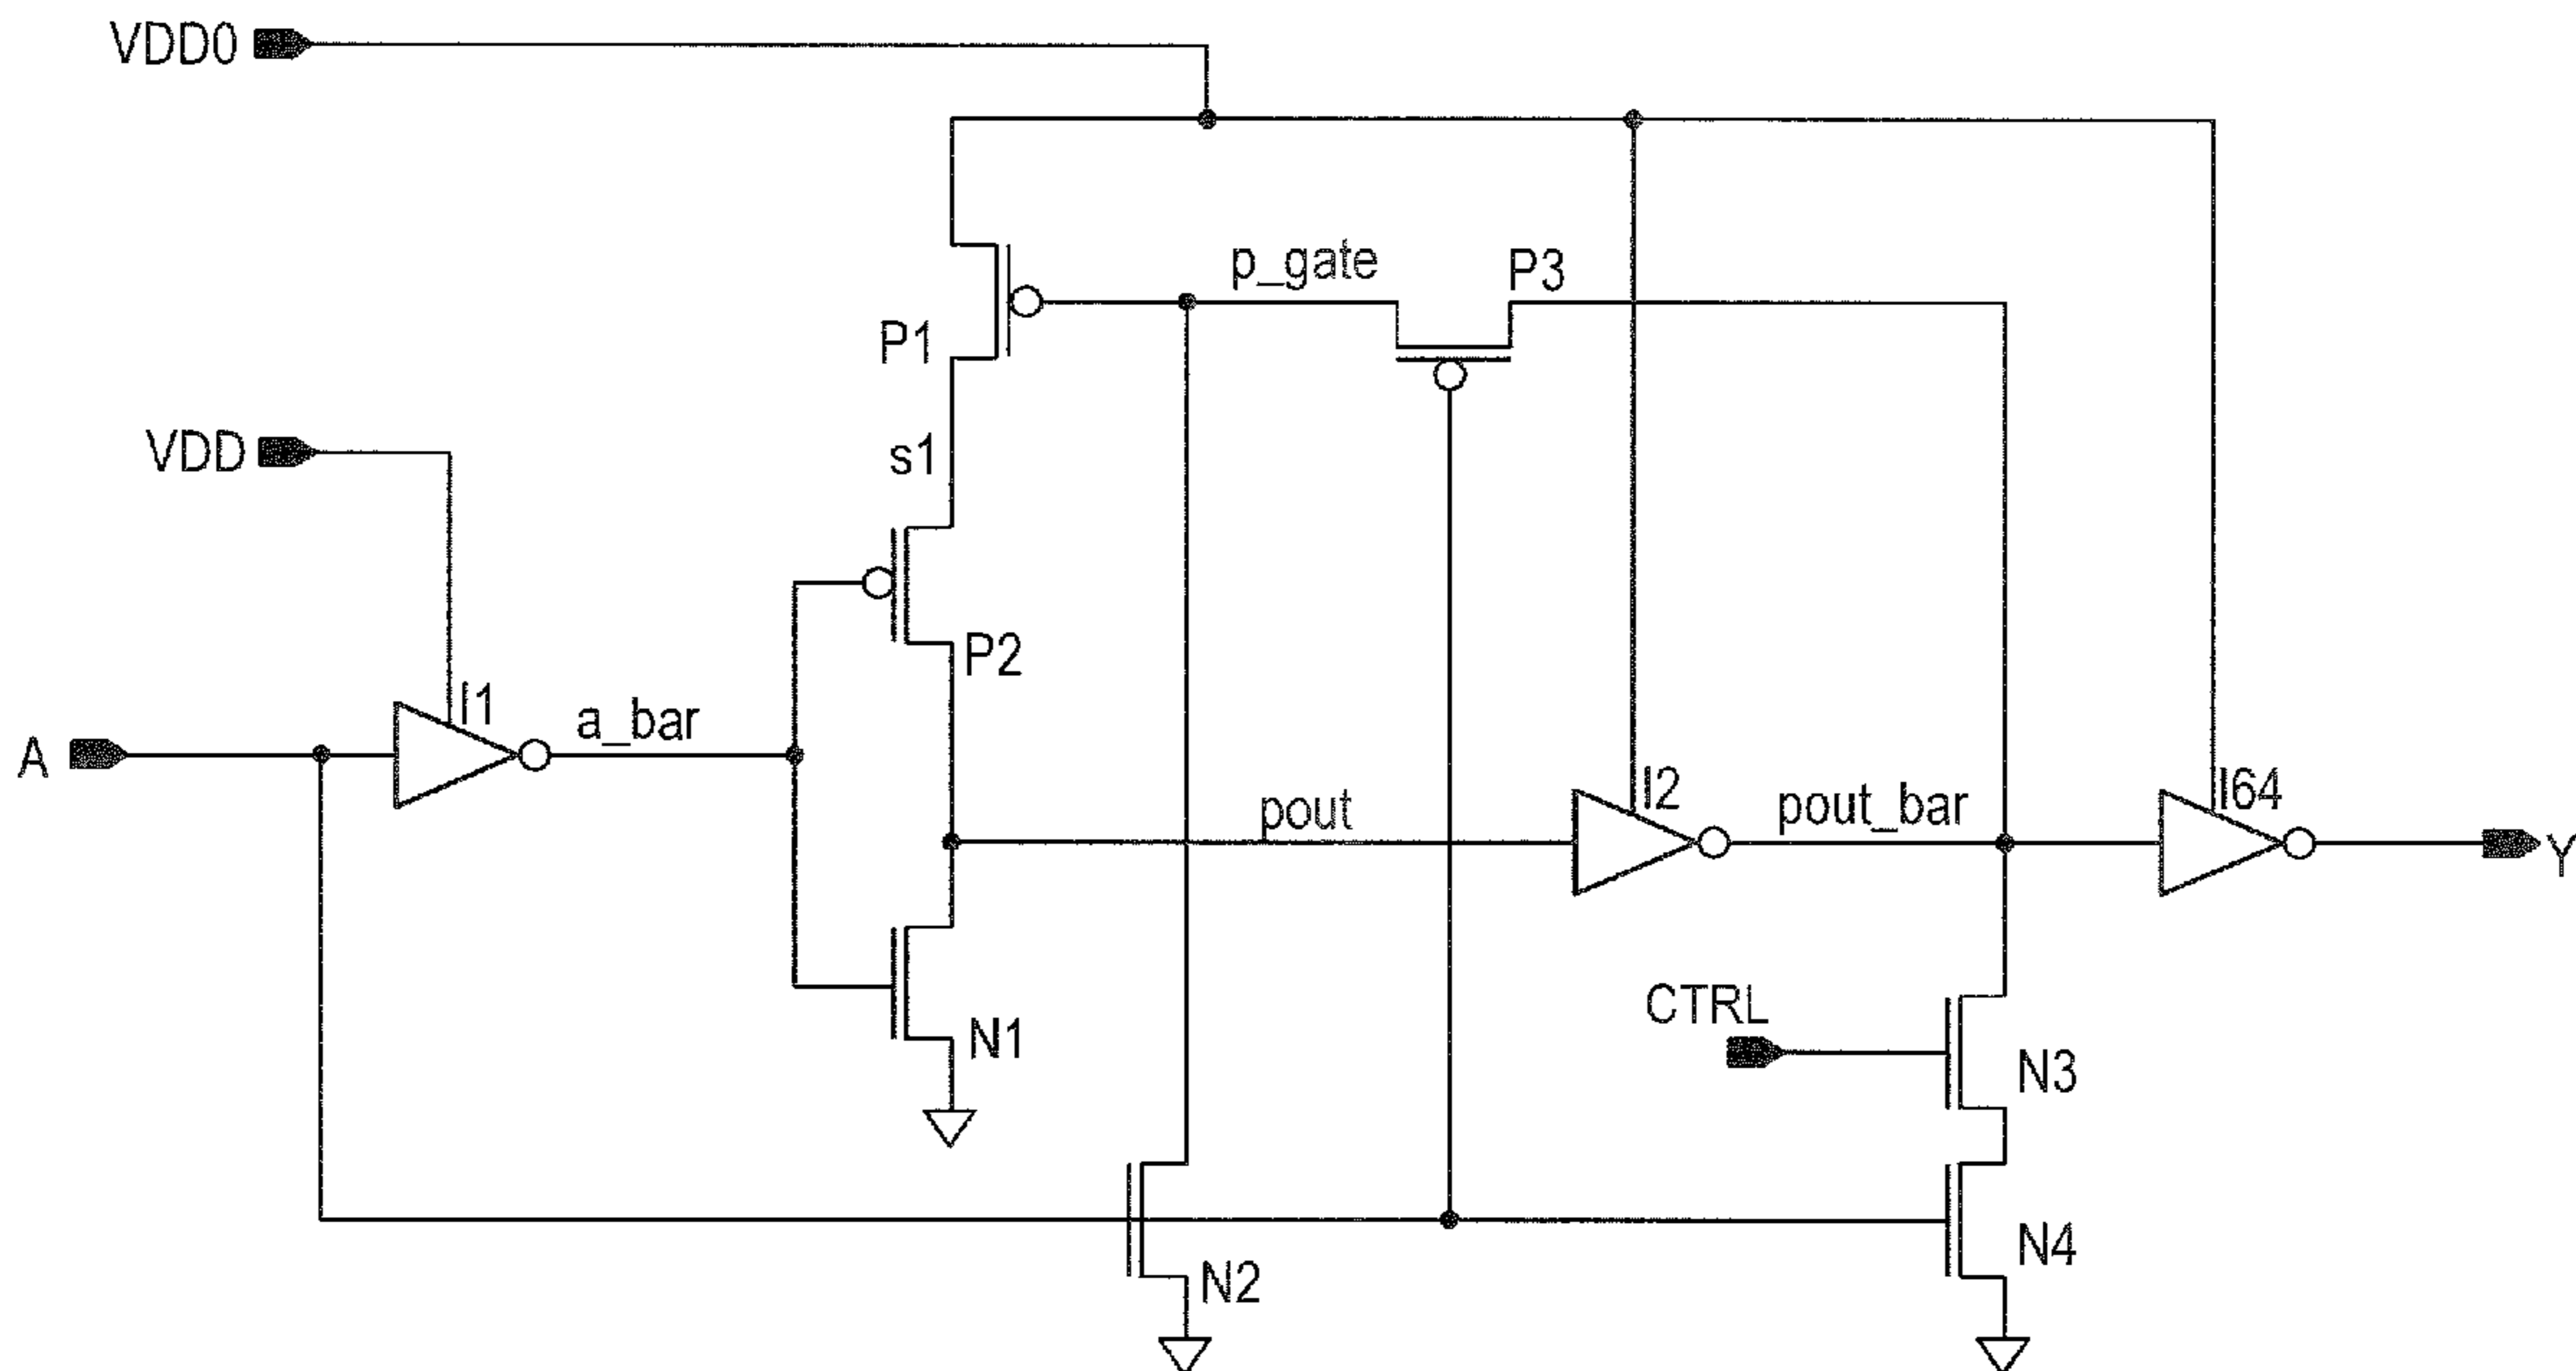 VDD0
p_gate
P3
P1
VDD
s1
P2
I1
a_bar
A
pout
I2
pout_bar
I64
Y
CTRL
N1
N3
N2
N4